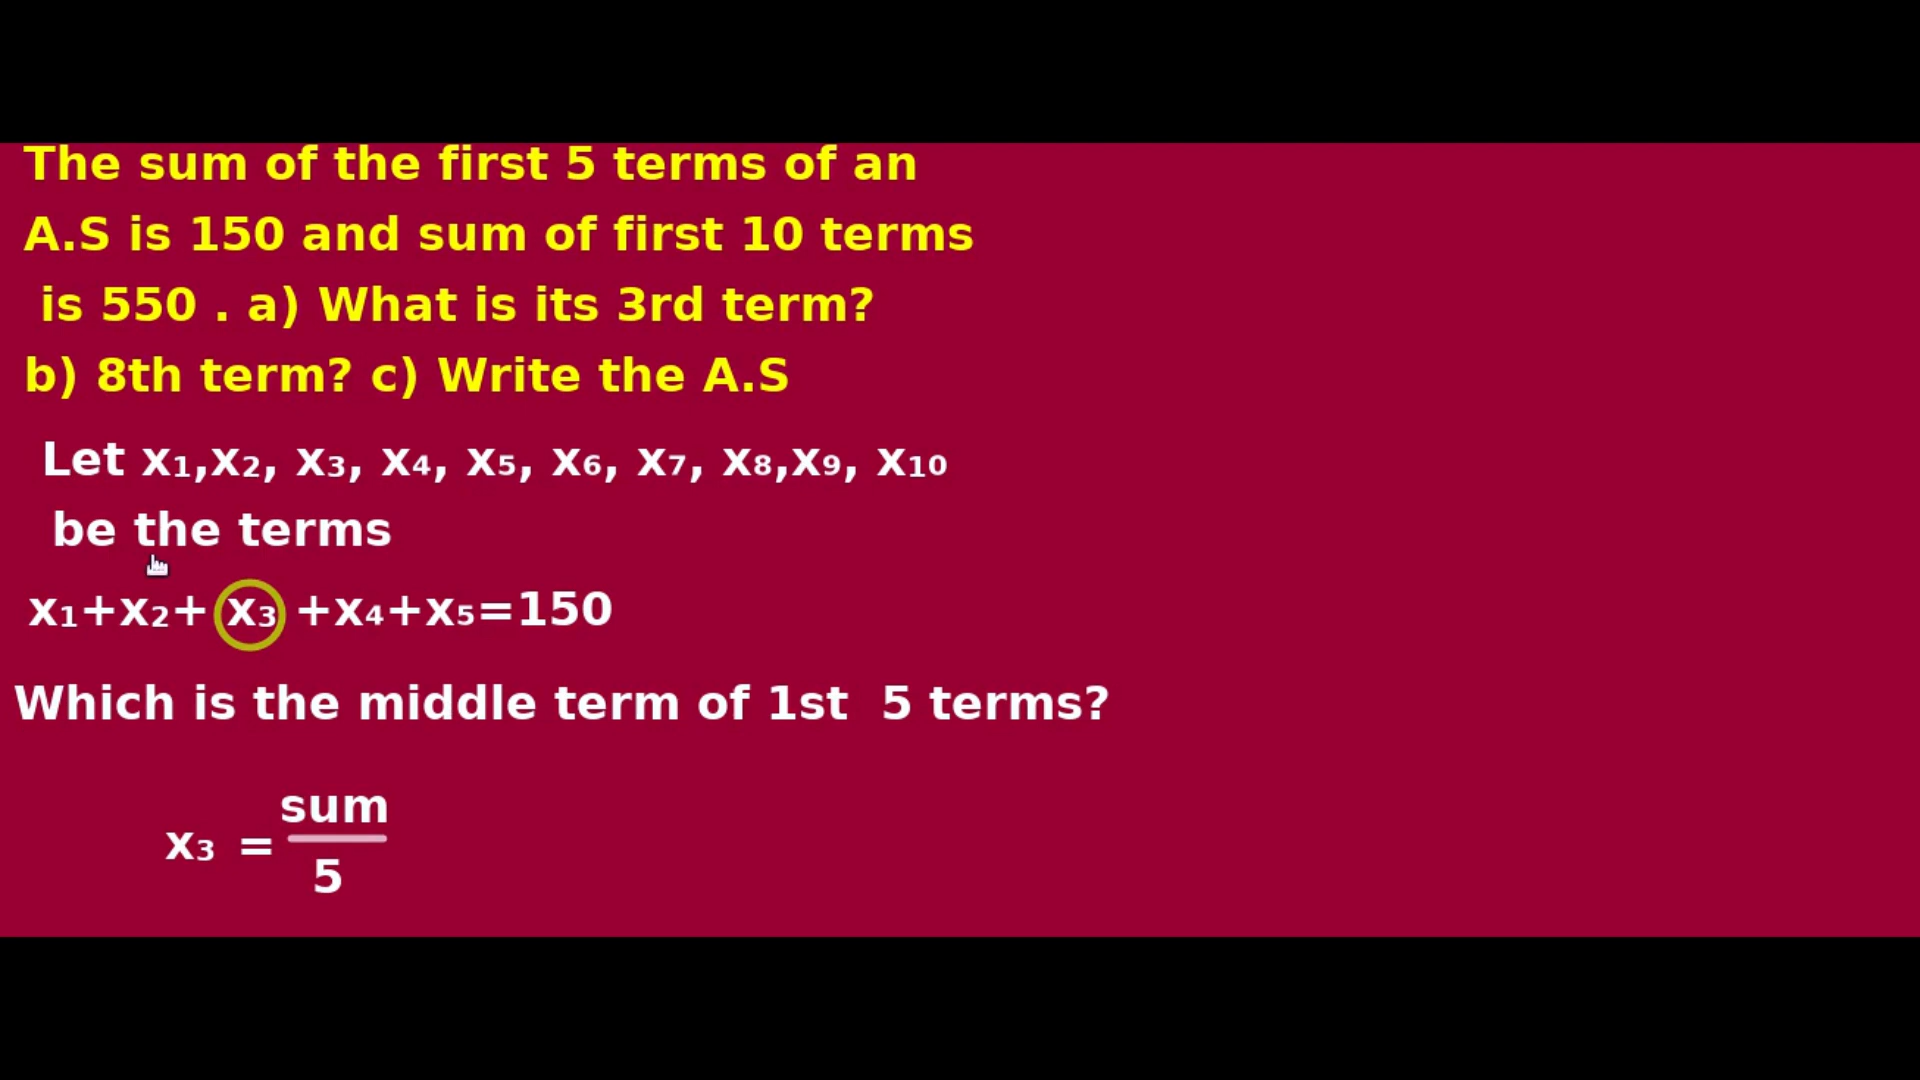 The sum of the first 5 terms of an
A.S is 150 and sum of first 10 terms
is 550 . a) What is its 3rd term?
b) 8th term? c) Write the A.S
Let x₁,x₂, x₃, x₄, x₅, x₆, x₇, x₈,x₉, x₁₀
be the terms
x₁+x₂+ x₃ +x₄+x₅=150
Which is the middle term of 1st  5 terms?
sum
x₃ =
5